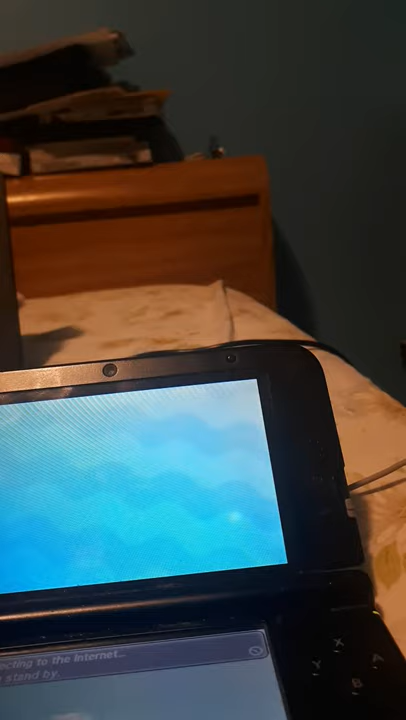 ecting to the Internet...
stand by.
X
Y
A
B